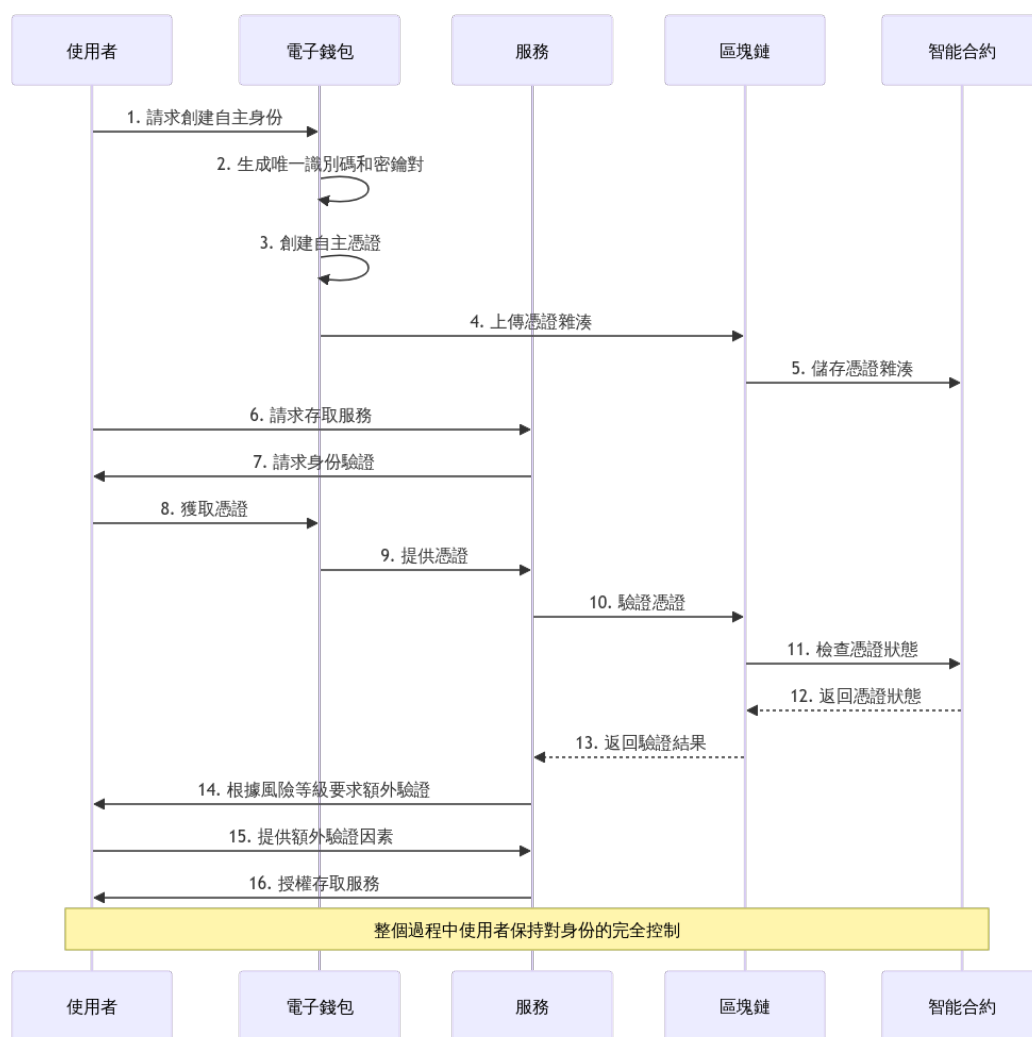 使用者
電子錢包
服務
區塊鏈
智能合約
1. 請求創建自主身份
2. 生成唯一識別碼和密鑰對
3. 創建自主憑證
4. 上傳憑證雜湊
5. 儲存憑證雜湊
6. 請求存取服務
7. 請求身份驗證
8. 獲取憑證
9. 提供憑證
10. 驗證憑證
11. 檢查憑證狀態
12. 返回憑證狀態
13. 返回驗證結果
14. 根據風險等級要求額外驗證
15. 提供額外驗證因素
16. 授權存取服務
整個過程中使用者保持對身份的完全控制
使用者
電子錢包
服務
區塊鏈
智能合約